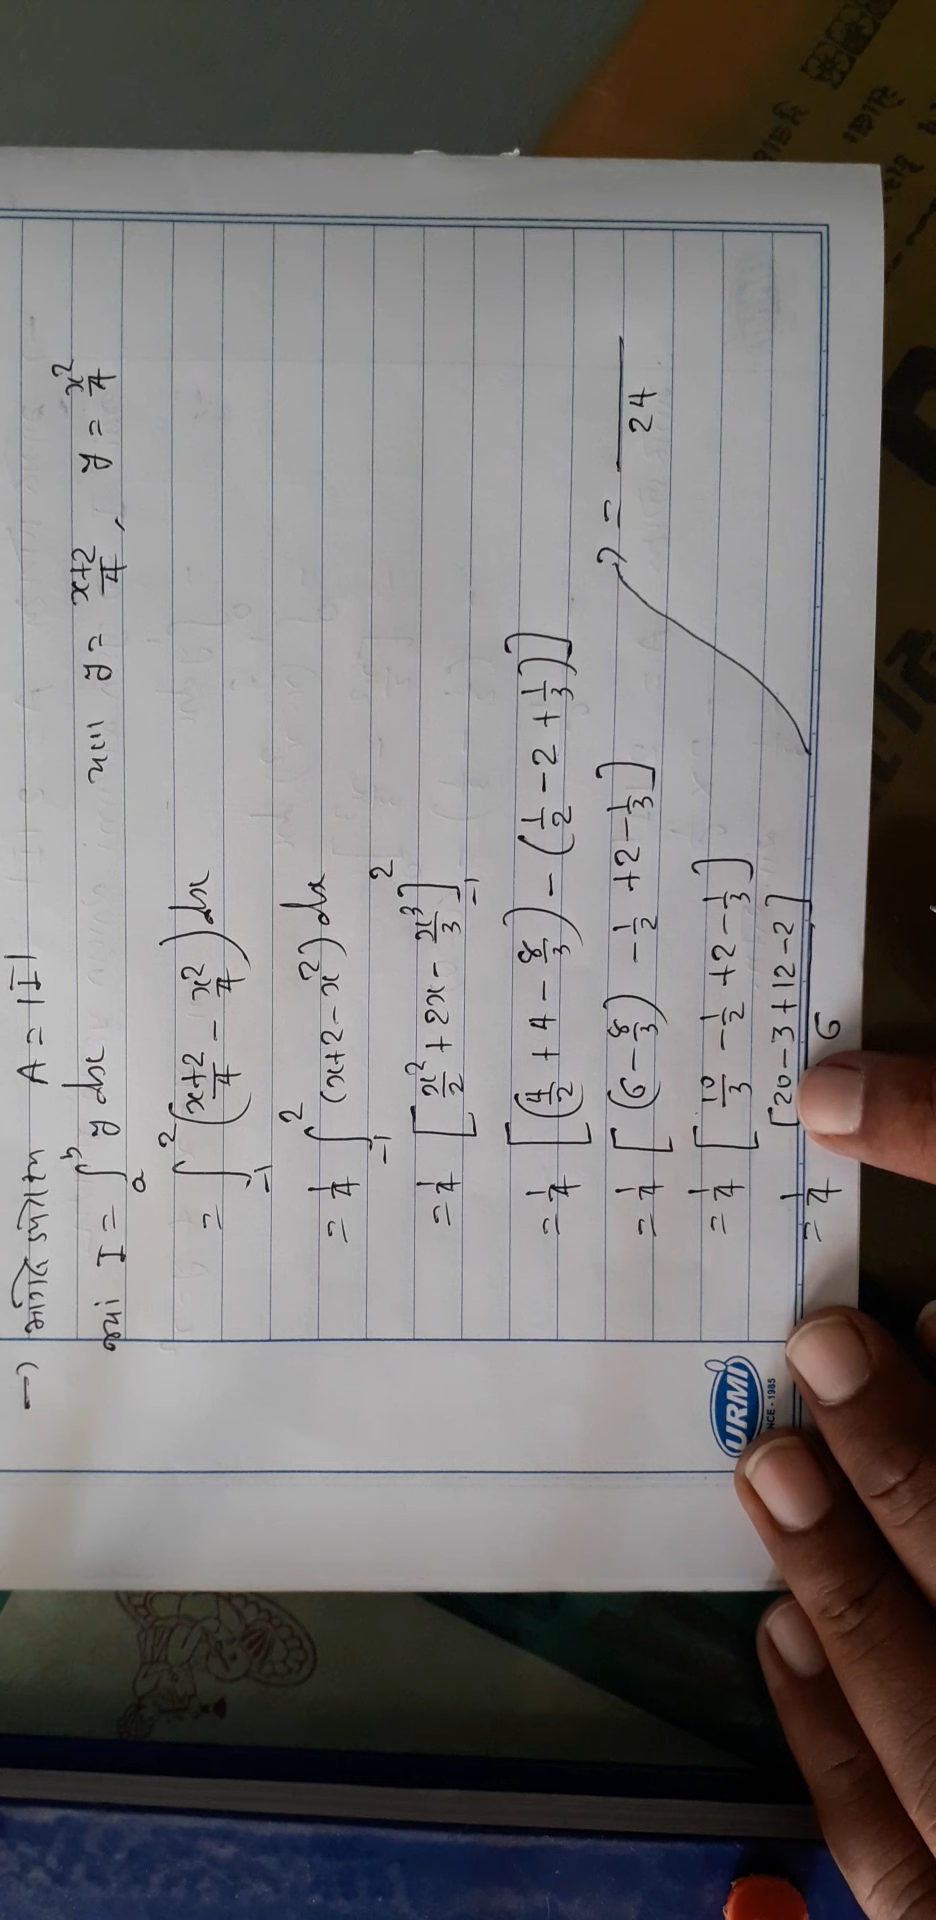 →) માંગેલ પ્રદેશ A = |I|
જ્યાં I = ∫ₐᵇ y dx જ્યાં y = (x+2)/4 , y = x²/4
= ∫₋₁² ((x+2)/4 − x²/4) dx
= 1/4 ∫₋₁² (x+2−x²) dx
= 1/4 [x²/2 + 2x − x³/3]₋₁²
= 1/4 [(4/2 + 4 − 8/3) − (1/2 − 2 + 1/3)]
= 1/4 [(6 − 8/3) − 1/2 + 2 − 1/3]
= 1/4 [10/3 − 1/2 + 2 − 1/3]
= 1/4 [20−3+12−2]
6
= —/24
URMI
NCE - 1985